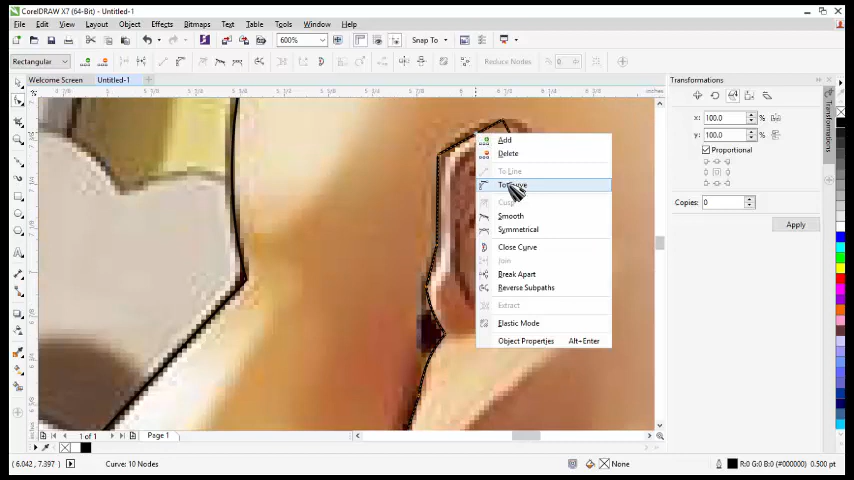 CorelDRAW X7 (64-Bit) - Untitled-1
File Edit View Layout Object Effects Bitmaps Text Table Tools Window Help
600% Snap To
Rectangular Reduce Nodes 0
Welcome Screen Untitled-1
Transformations
x: 100.0 %
y: 100.0 %
Proportional
Copies: 0
Apply
Transformations
inches
Add
Delete
To Line
To Curve
Cusp
Smooth
Symmetrical
Close Curve
Join
Break Apart
Reverse Subpaths
Extract
Elastic Mode
Object Properties Alt+Enter
1 of 1 Page 1
(6.042, 7.397) Curve: 10 Nodes None R:0 G:0 B:0 (#000000) 0.500 pt